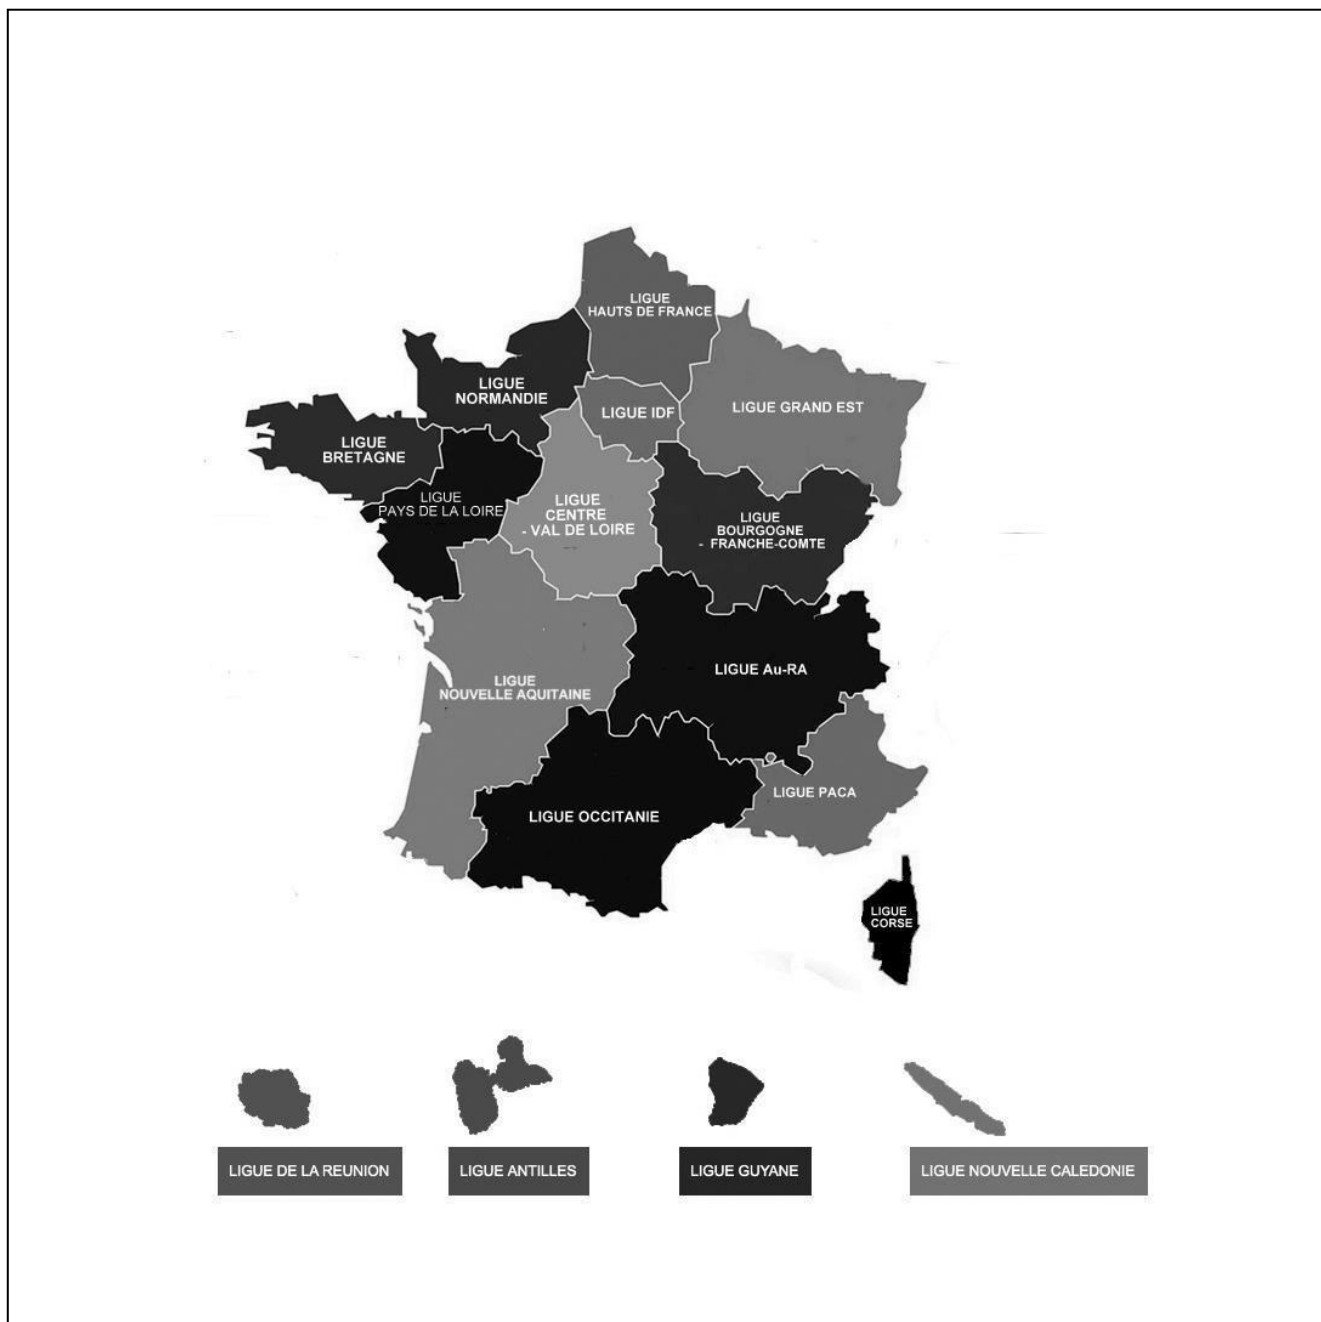 LIGUE
HAUTS DE FRANCE
LIGUE
NORMANDIE
LIGUE IDF
LIGUE GRAND EST
LIGUE
BRETAGNE
LIGUE
PAYS DE LA LOIRE
LIGUE
CENTRE
- VAL DE LOIRE
LIGUE
BOURGOGNE
- FRANCHE-COMTE
LIGUE Au-RA
LIGUE
NOUVELLE AQUITAINE
LIGUE PACA
LIGUE OCCITANIE
LIGUE
CORSE
LIGUE DE LA REUNION
LIGUE ANTILLES
LIGUE GUYANE
LIGUE NOUVELLE CALEDONIE